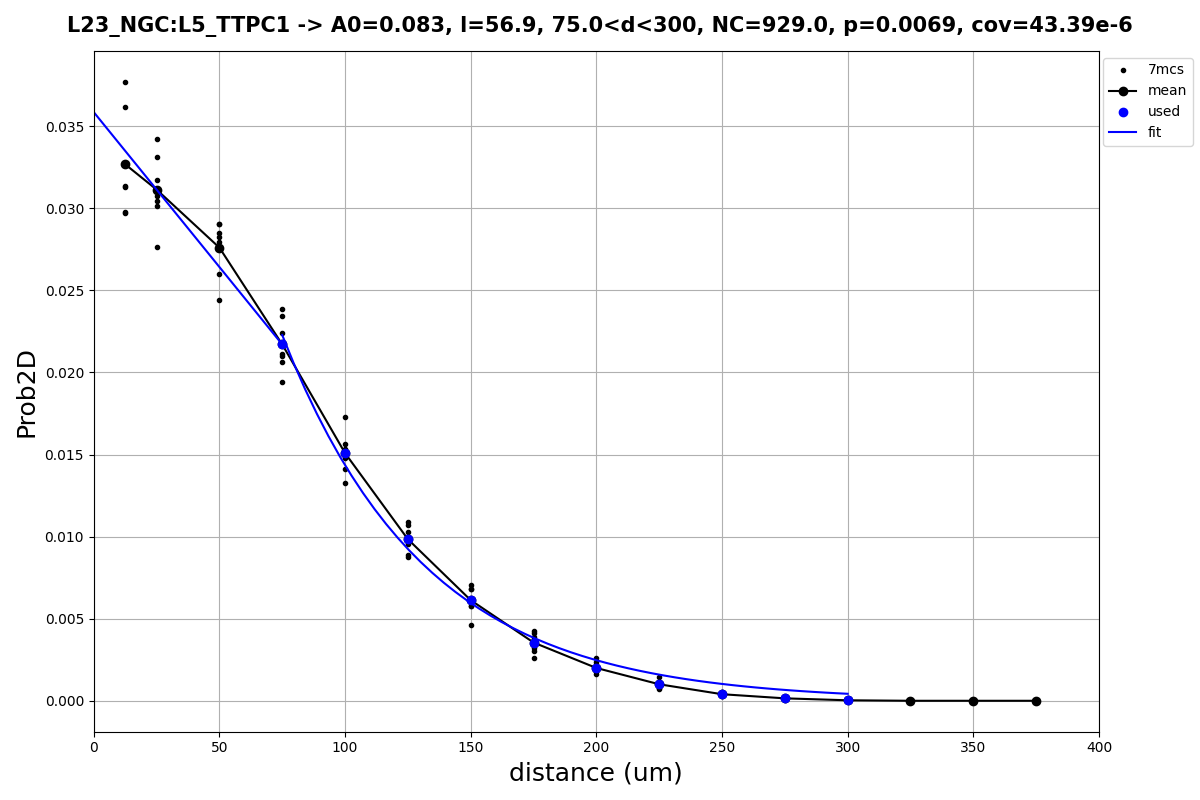 L23_NGC:L5_TTPC1 -> A0=0.083, l=56.9, 75.0<d<300, NC=929.0, p=0.0069, cov=43.39e-6
7mcs
mean
used
fit
0.035
0.030
0.025
0.020
0.015
0.010
0.005
0.000
Prob2D
0
50
100
150
200
250
300
350
400
distance (um)